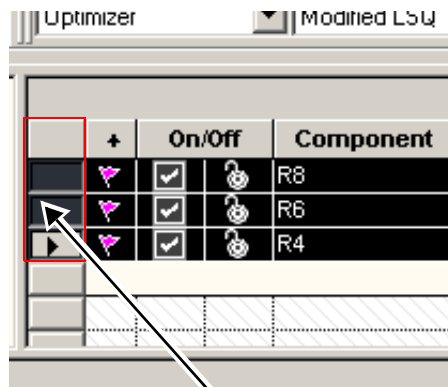 Optimizer Modified LSQ
+ On/Off Component
R8
R6
R4